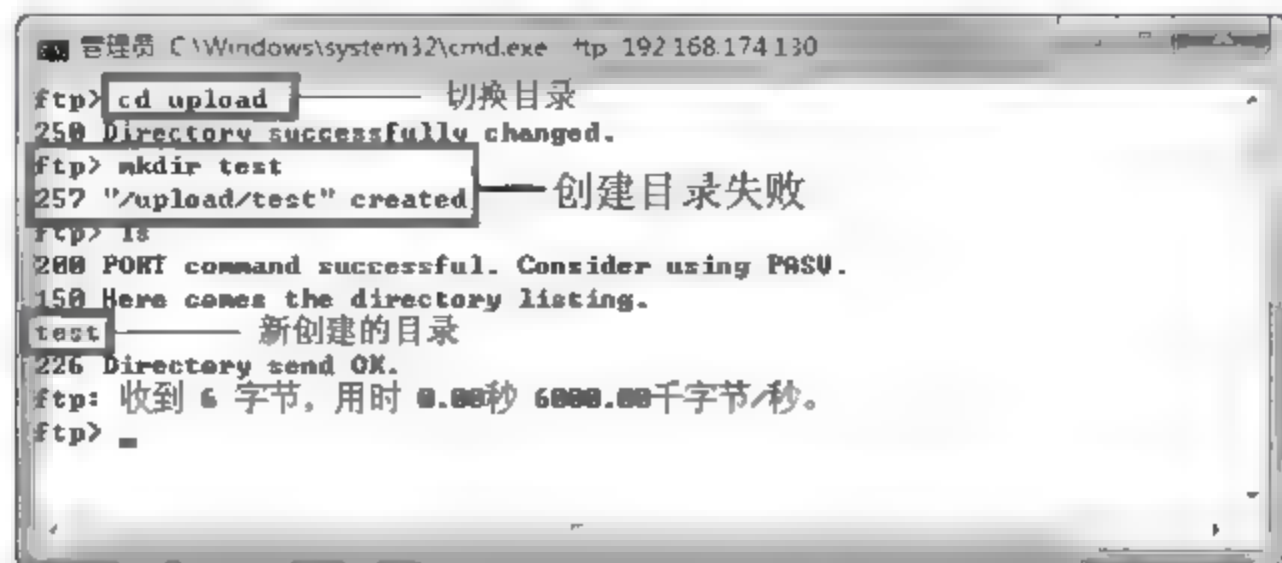 管理员 C:\Windows\system32\cmd.exe ftp 192.168.174.130
ftp> cd upload 切换目录
250 Directory successfully changed.
ftp> mkdir test
257 "/upload/test" created 创建目录失败
ftp> ls
200 PORT command successful. Consider using PASV.
150 Here comes the directory listing.
test 新创建的目录
226 Directory send OK.
ftp: 收到 6 字节，用时 0.00秒 6000.00千字节/秒。
ftp>